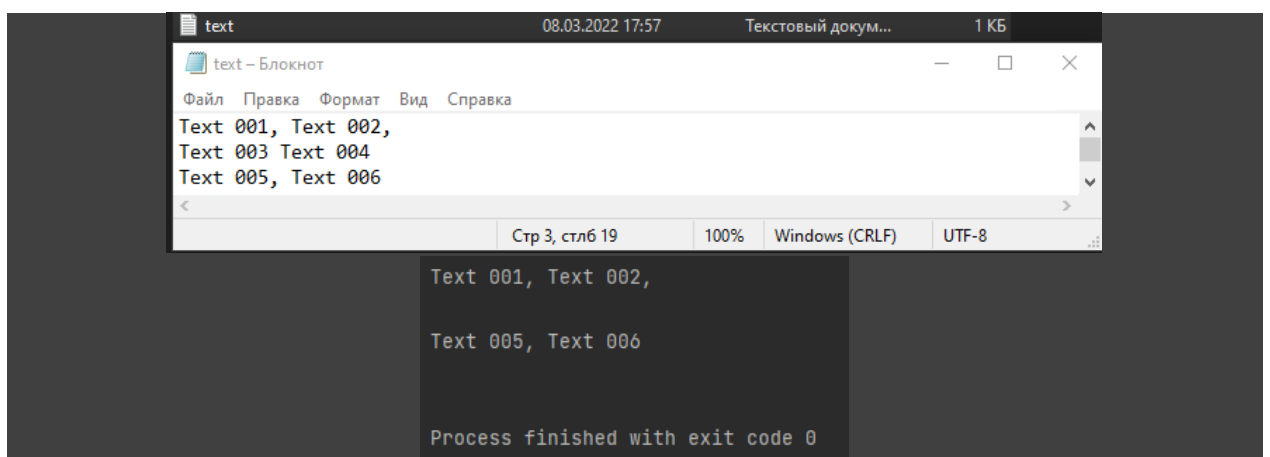 text 08.03.2022 17:57 Текстовый докум... 1 КБ
text – Блокнот
Файл Правка Формат Вид Справка
Text 001, Text 002,
Text 003 Text 004
Text 005, Text 006
Стр 3, стлб 19 100% Windows (CRLF) UTF-8
Text 001, Text 002,
Text 005, Text 006
Process finished with exit code 0